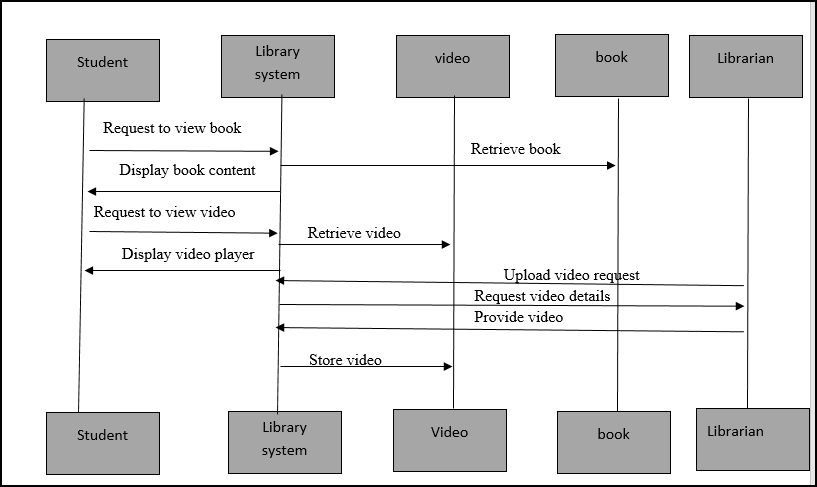 Student
Library
system
video
book
Librarian
Request to view book
Retrieve book
Display book content
Request to view video
Retrieve video
Display video player
Upload video request
Request video details
Provide video
Store video
Student
Library
system
Video
book
Librarian